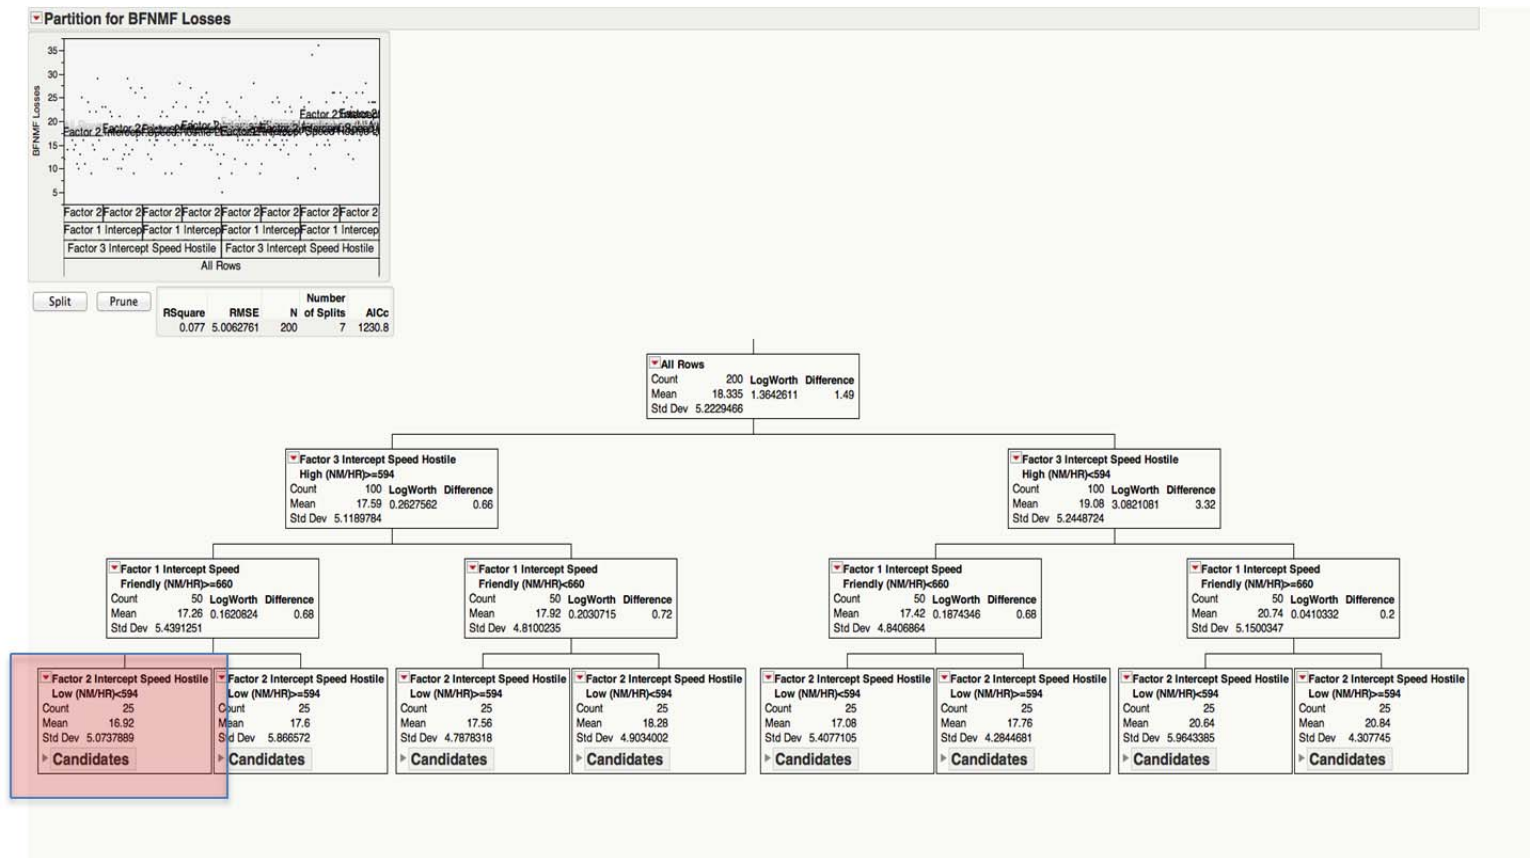 Partition for BFNMF Losses
35
30
25
20
15
10
5
BFNMF Losses
Factor 2 Factor 2 Factor 2 Factor 2 Factor 2 Factor 2 Factor 2 Factor 2
Factor 1 Intercep Factor 1 Intercep Factor 1 Intercep Factor 1 Intercep
Factor 3 Intercept Speed Hostile Factor 3 Intercept Speed Hostile
All Rows
Split Prune
Number
RSquare RMSE N of Splits AICc
0.077 5.0062761 200 7 1230.8
All Rows
Count 200 LogWorth Difference
Mean 18.335 1.3642611 1.49
Std Dev 5.2229466
Factor 3 Intercept Speed Hostile
High (NM/HR)>=594
Count 100 LogWorth Difference
Mean 17.59 0.2627562 0.66
Std Dev 5.1189784
Factor 3 Intercept Speed Hostile
High (NM/HR)<594
Count 100 LogWorth Difference
Mean 19.08 3.0821081 3.32
Std Dev 5.2448724
Factor 1 Intercept Speed
Friendly (NM/HR)>=660
Count 50 LogWorth Difference
Mean 17.26 0.1620824 0.68
Std Dev 5.4391251
Factor 1 Intercept Speed
Friendly (NM/HR)<660
Count 50 LogWorth Difference
Mean 17.92 0.2030715 0.72
Std Dev 4.8100235
Factor 1 Intercept Speed
Friendly (NM/HR)<660
Count 50 LogWorth Difference
Mean 17.42 0.1874346 0.68
Std Dev 4.8406864
Factor 1 Intercept Speed
Friendly (NM/HR)>=660
Count 50 LogWorth Difference
Mean 20.74 0.0410332 0.2
Std Dev 5.1500347
Factor 2 Intercept Speed Hostile
Low (NM/HR)<594
Count 25
Mean 16.92
Std Dev 5.0737889
Candidates
Factor 2 Intercept Speed Hostile
Low (NM/HR)>=594
Count 25
Mean 17.6
Std Dev 5.866572
Candidates
Factor 2 Intercept Speed Hostile
Low (NM/HR)>=594
Count 25
Mean 17.56
Std Dev 4.7878318
Candidates
Factor 2 Intercept Speed Hostile
Low (NM/HR)<594
Count 25
Mean 18.28
Std Dev 4.9034002
Candidates
Factor 2 Intercept Speed Hostile
Low (NM/HR)<594
Count 25
Mean 17.08
Std Dev 5.4077105
Candidates
Factor 2 Intercept Speed Hostile
Low (NM/HR)>=594
Count 25
Mean 17.76
Std Dev 4.2844681
Candidates
Factor 2 Intercept Speed Hostile
Low (NM/HR)<594
Count 25
Mean 20.64
Std Dev 5.9643385
Candidates
Factor 2 Intercept Speed Hostile
Low (NM/HR)>=594
Count 25
Mean 20.84
Std Dev 4.307745
Candidates